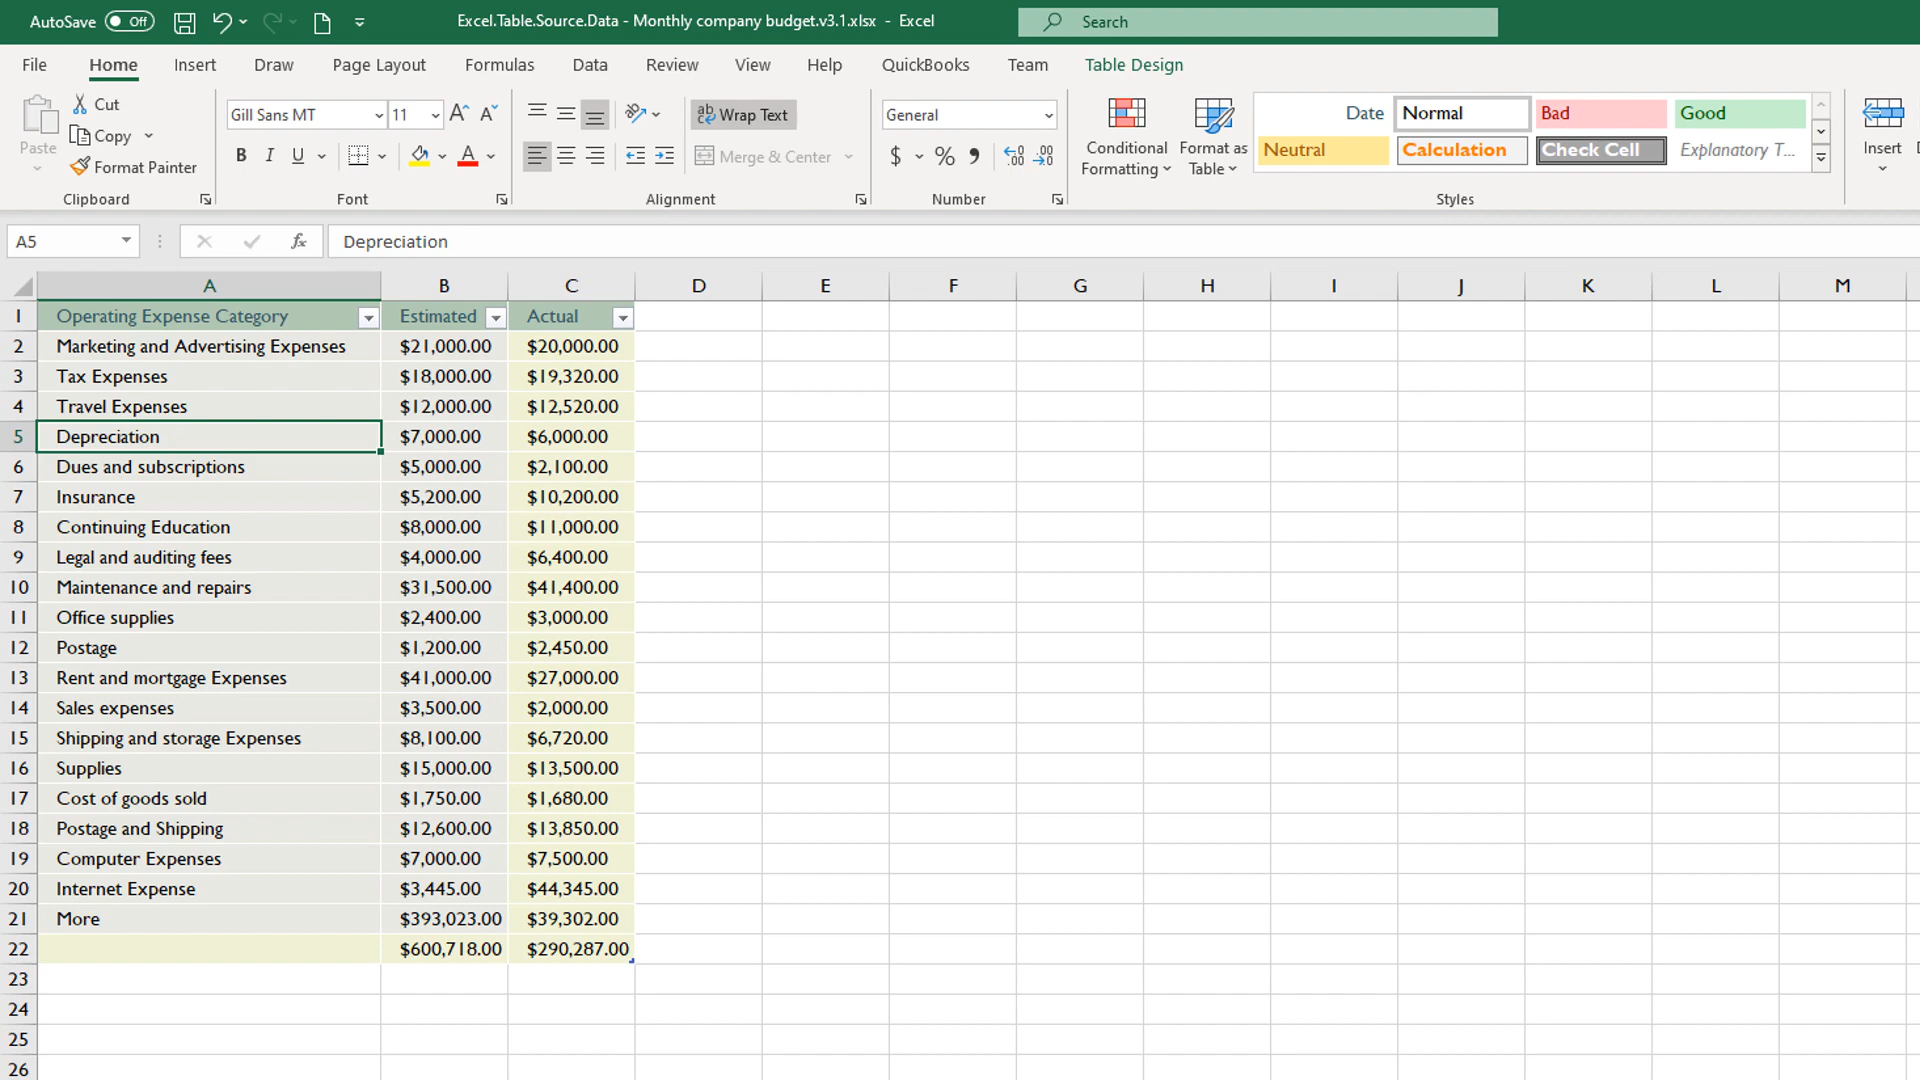 AutoSave Off Excel.Table.Source.Data - Monthly company budget.v3.1.xlsx - Excel Search
File Home Insert Draw Page Layout Formulas Data Review View Help QuickBooks Team Table Design
Paste Cut Copy Format Painter
Clipboard
Gill Sans MT 11
B I U A
Font
ab Wrap Text
Merge & Center
Alignment
General
$ % 9 .00 .00
Number
Conditional Formatting
Format as Table
Date Normal Bad Good
Neutral Calculation Check Cell Explanatory T...
Styles
Insert
A5 fx Depreciation
A B C D E F G H I J K L M
1 Operating Expense Category Estimated Actual
2 Marketing and Advertising Expenses $21,000.00 $20,000.00
3 Tax Expenses $18,000.00 $19,320.00
4 Travel Expenses $12,000.00 $12,520.00
5 Depreciation $7,000.00 $6,000.00
6 Dues and subscriptions $5,000.00 $2,100.00
7 Insurance $5,200.00 $10,200.00
8 Continuing Education $8,000.00 $11,000.00
9 Legal and auditing fees $4,000.00 $6,400.00
10 Maintenance and repairs $31,500.00 $41,400.00
11 Office supplies $2,400.00 $3,000.00
12 Postage $1,200.00 $2,450.00
13 Rent and mortgage Expenses $41,000.00 $27,000.00
14 Sales expenses $3,500.00 $2,000.00
15 Shipping and storage Expenses $8,100.00 $6,720.00
16 Supplies $15,000.00 $13,500.00
17 Cost of goods sold $1,750.00 $1,680.00
18 Postage and Shipping $12,600.00 $13,850.00
19 Computer Expenses $7,000.00 $7,500.00
20 Internet Expense $3,445.00 $44,345.00
21 More $393,023.00 $39,302.00
22 $600,718.00 $290,287.00
23
24
25
26